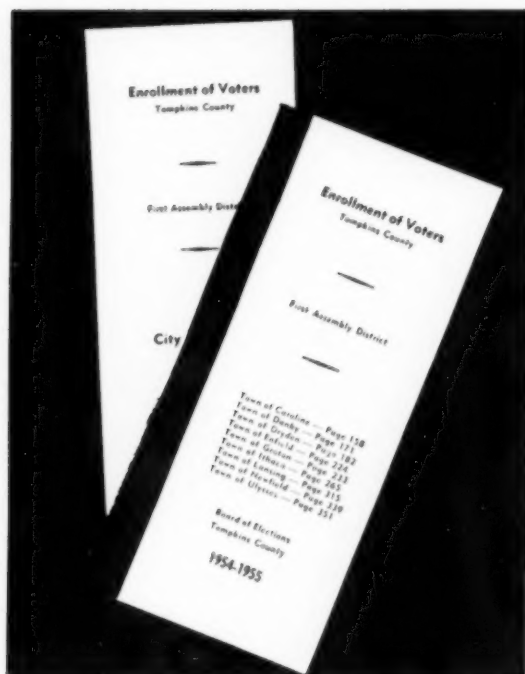 Enrollment of Voters
Tompkins County
First Assembly
City
Enrollment of Voters
Tompkins County
First Assembly District
Town of Caroline — Page 158
Town of Danby — Page 171
Town of Dryden — Page 182
Town of Enfield — Page 224
Town of Groton — Page 233
Town of Ithaca — Page 265
Town of Lansing — Page 315
Town of Newfield — Page 339
Town of Ulysses — Page 351
Board of Elections
Tompkins County
1954-1955